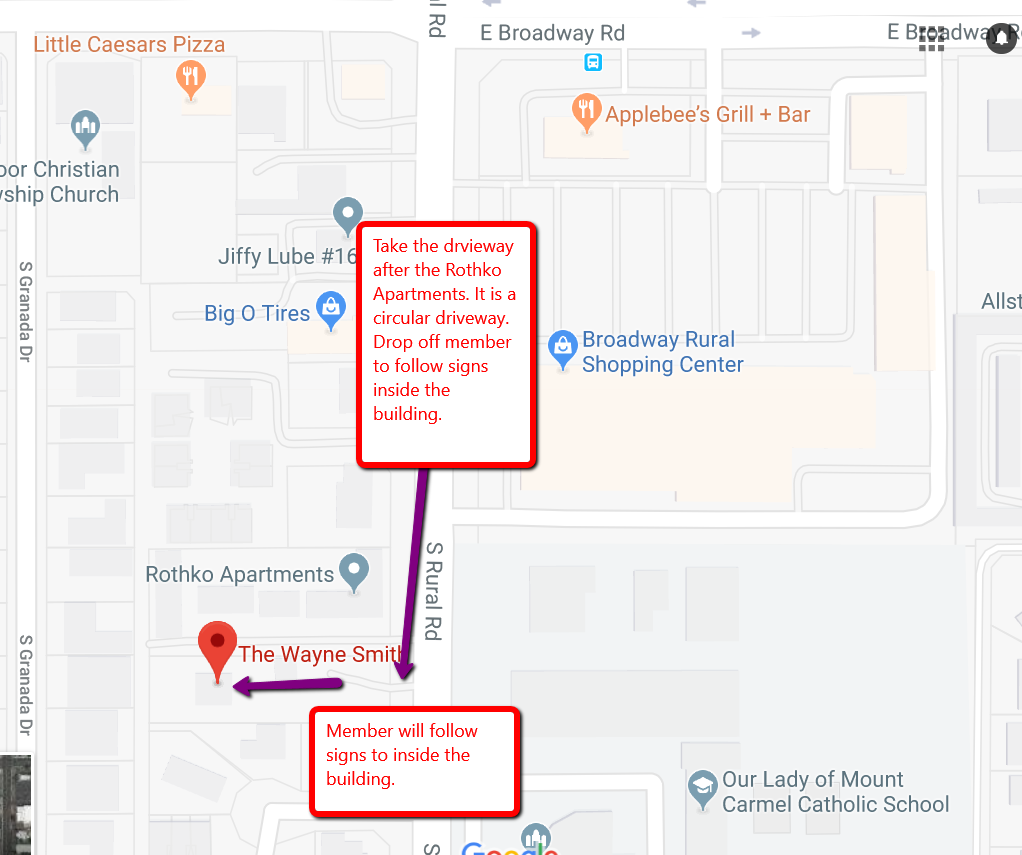 al Rd
E Broadway Rd
E Broadway R
Little Caesars Pizza
Applebee's Grill + Bar
oor Christian
wship Church
Jiffy Lube #16
Take the drvieway
after the Rothko
Apartments. It is a
circular driveway.
Drop off member
to follow signs
inside the
building.
S Granada Dr
Big O Tires
Allst
Broadway Rural
Shopping Center
S Rural Rd
Rothko Apartments
The Wayne Smith
S Granada Dr
Member will follow
signs to inside the
building.
Our Lady of Mount
Carmel Catholic School
S
Google